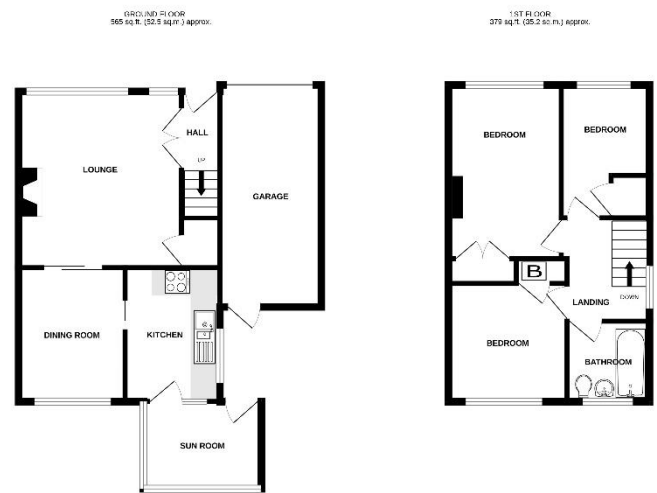 GROUND FLOOR
565 sq.ft. (52.5 sq.m.) approx.
1ST FLOOR
379 sq.ft. (35.2 sq.m.) approx.
HALL
UP
LOUNGE
GARAGE
DINING ROOM
KITCHEN
SUN ROOM
BEDROOM
BEDROOM
B
LANDING
DOWN
BEDROOM
BATHROOM